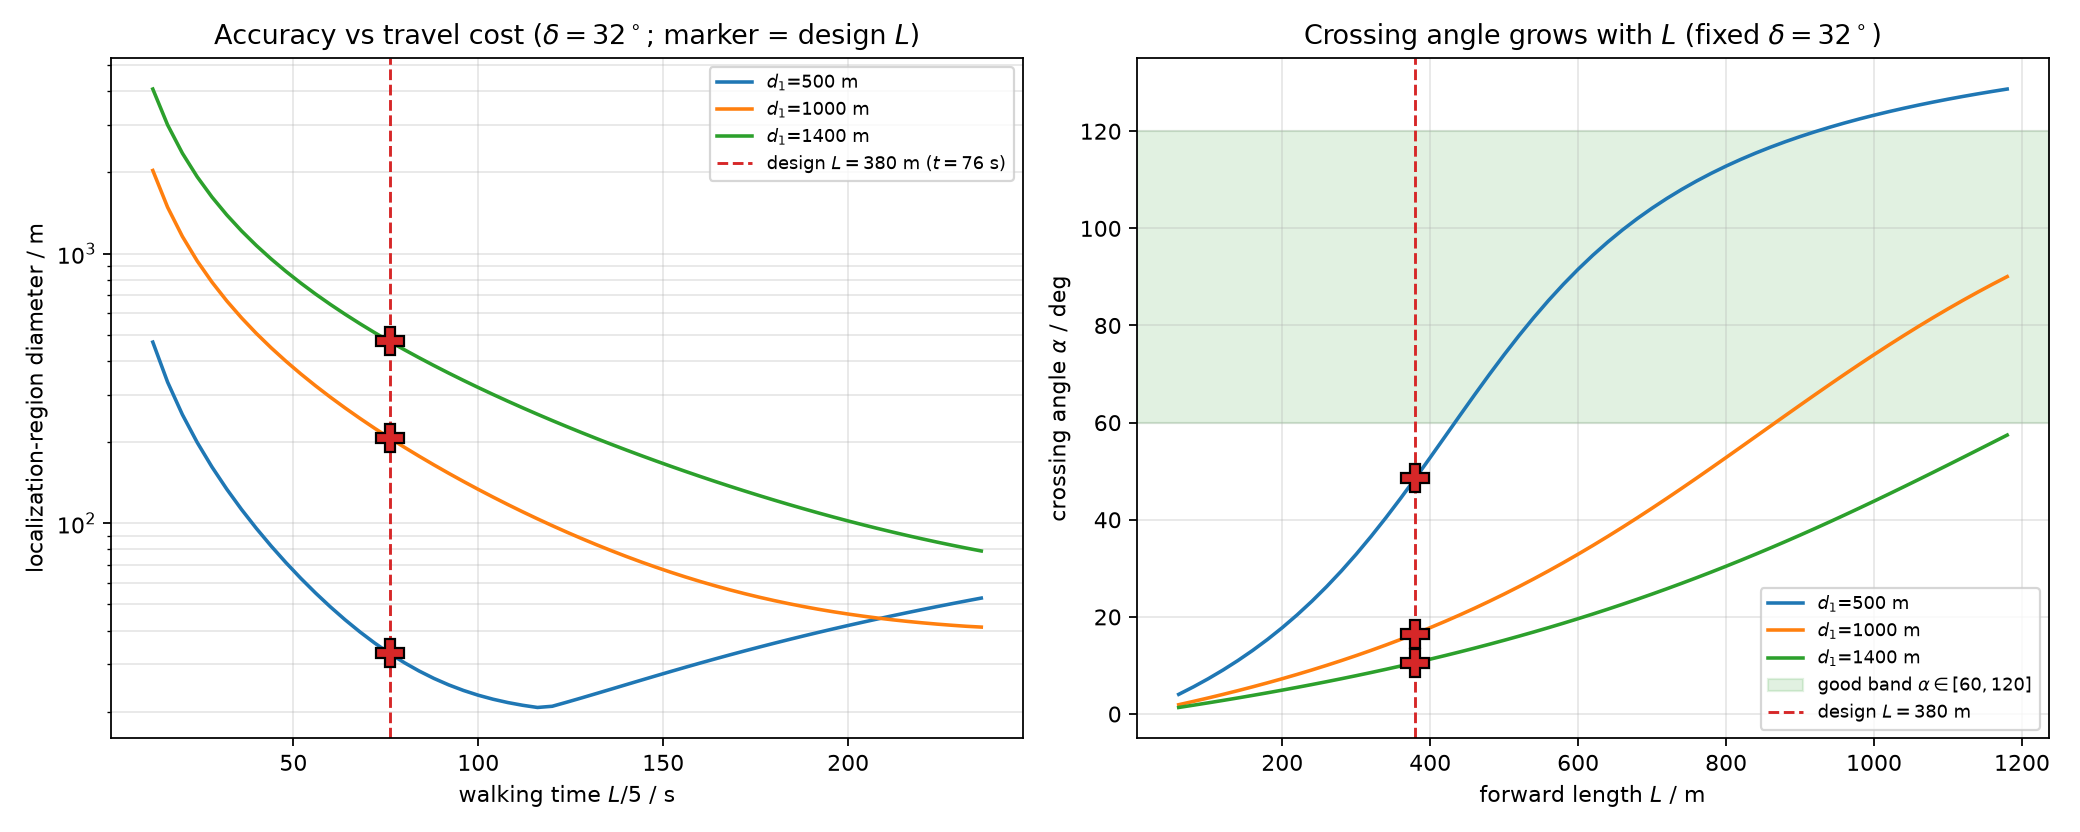 Accuracy vs travel cost (δ = 32°; marker = design L)
10³
10²
localization-region diameter / m
50
100
150
200
walking time L/5 / s
d₁=500 m
d₁=1000 m
d₁=1400 m
design L = 380 m (t = 76 s)
Crossing angle grows with L (fixed δ = 32°)
120
100
80
60
40
20
0
crossing angle α / deg
200
400
600
800
1000
1200
forward length L / m
d₁=500 m
d₁=1000 m
d₁=1400 m
good band α ∈ [60, 120]
design L = 380 m